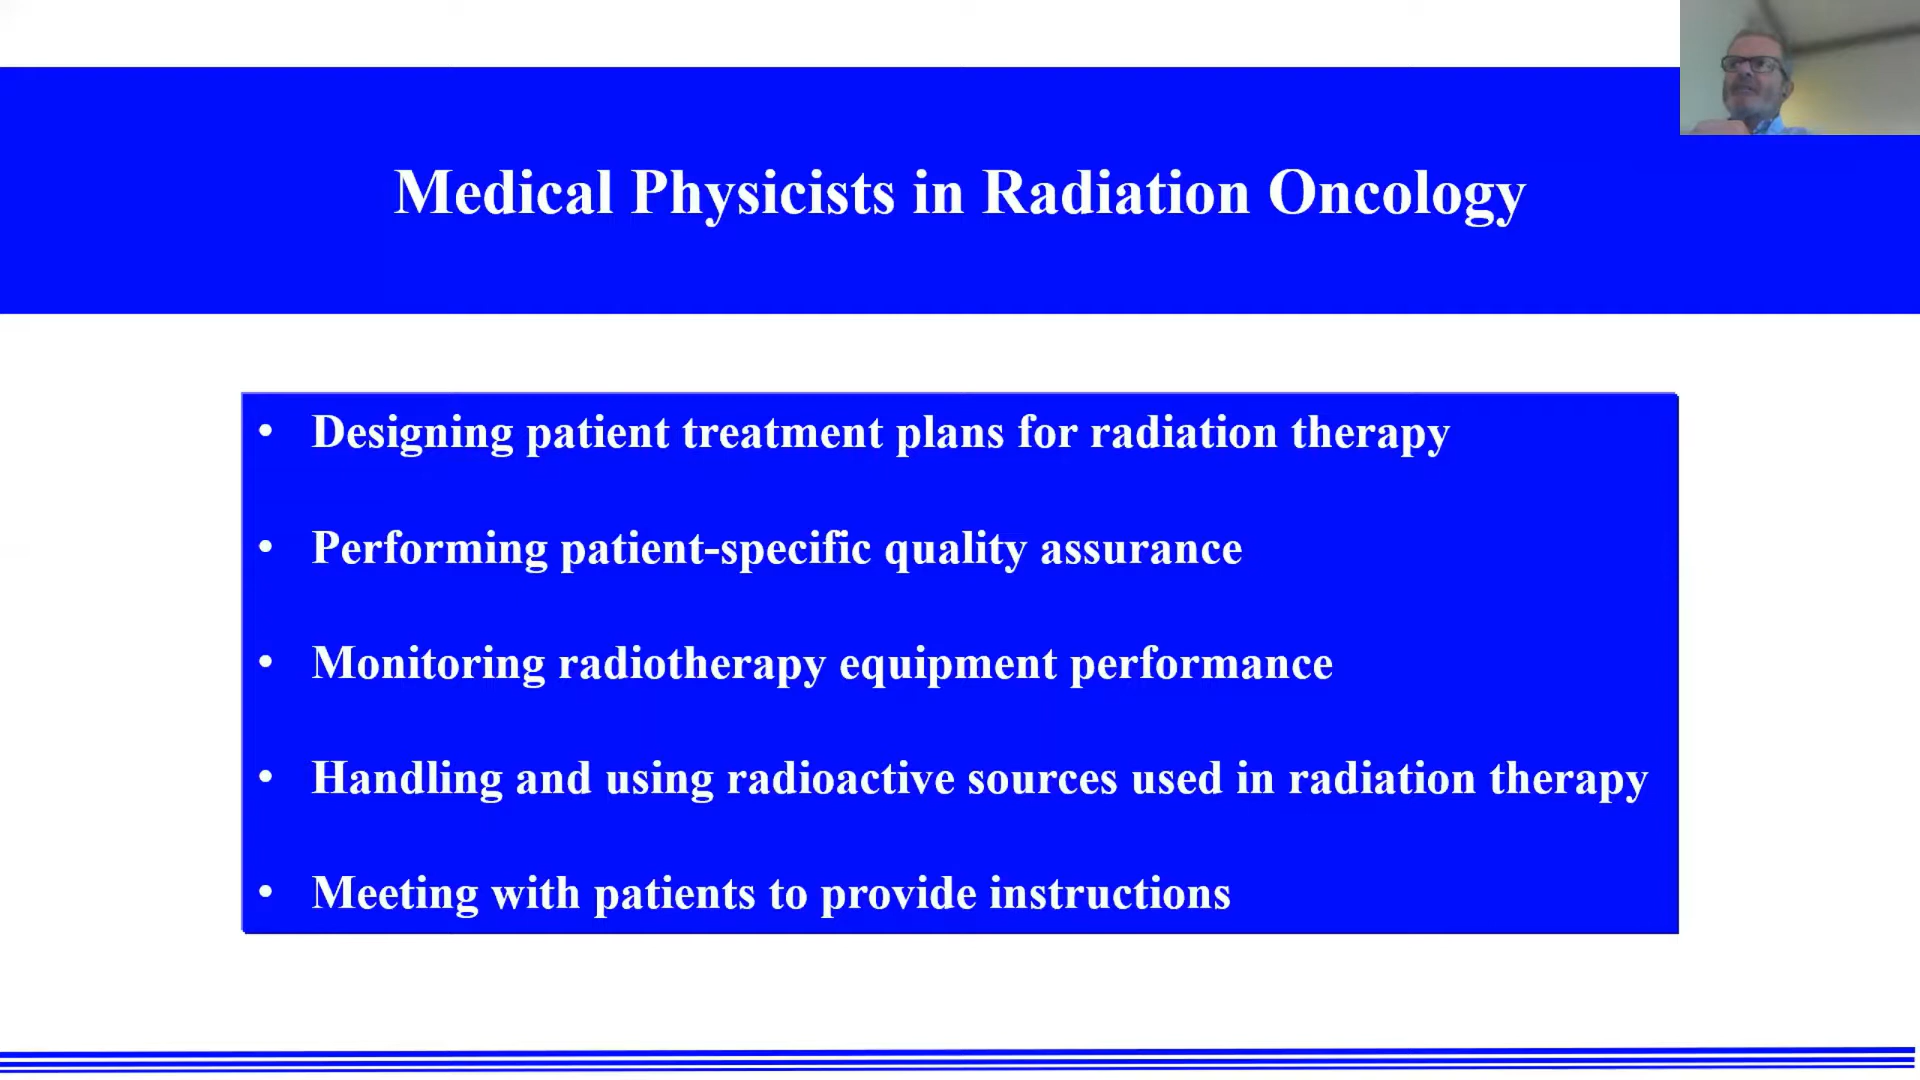 Medical Physicists in Radiation Oncology
• Designing patient treatment plans for radiation therapy
• Performing patient-specific quality assurance
• Monitoring radiotherapy equipment performance
• Handling and using radioactive sources used in radiation therapy
• Meeting with patients to provide instructions